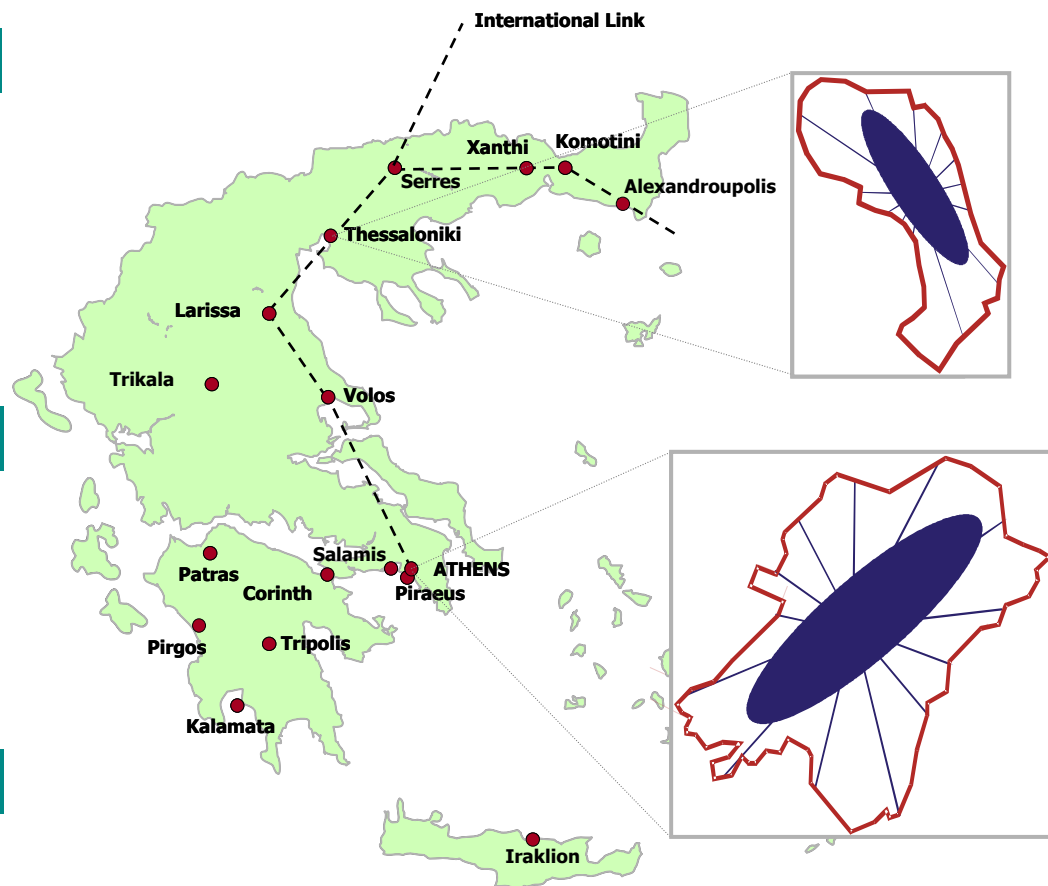 International Link
Xanthi
Komotini
Serres
Alexandroupolis
Thessaloniki
Larissa
Trikala
Volos
Salamis
ATHENS
Patras
Corinth
Piraeus
Pirgos
Tripolis
Kalamata
Iraklion